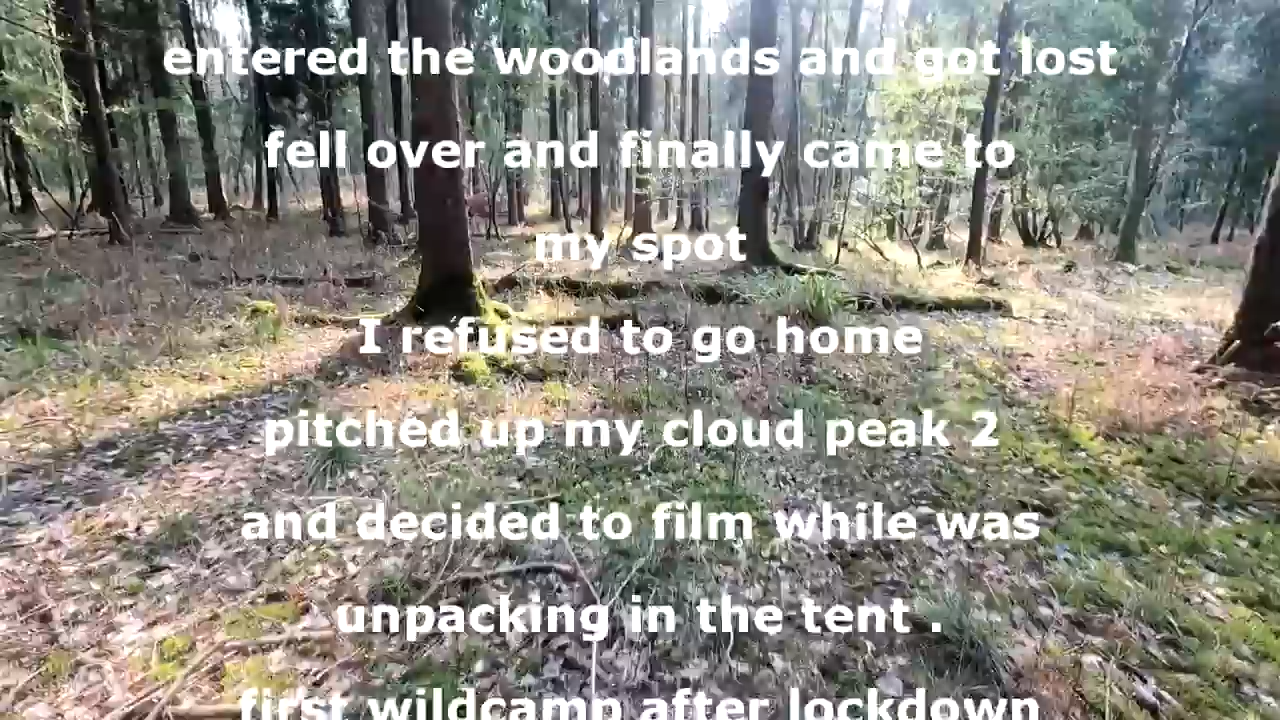 entered the woodlands and got lost
fell over and finally came to
my spot
I refused to go home
pitched up my cloud peak 2
and decided to film while was
unpacking in the tent .
first wildcamp after lockdown